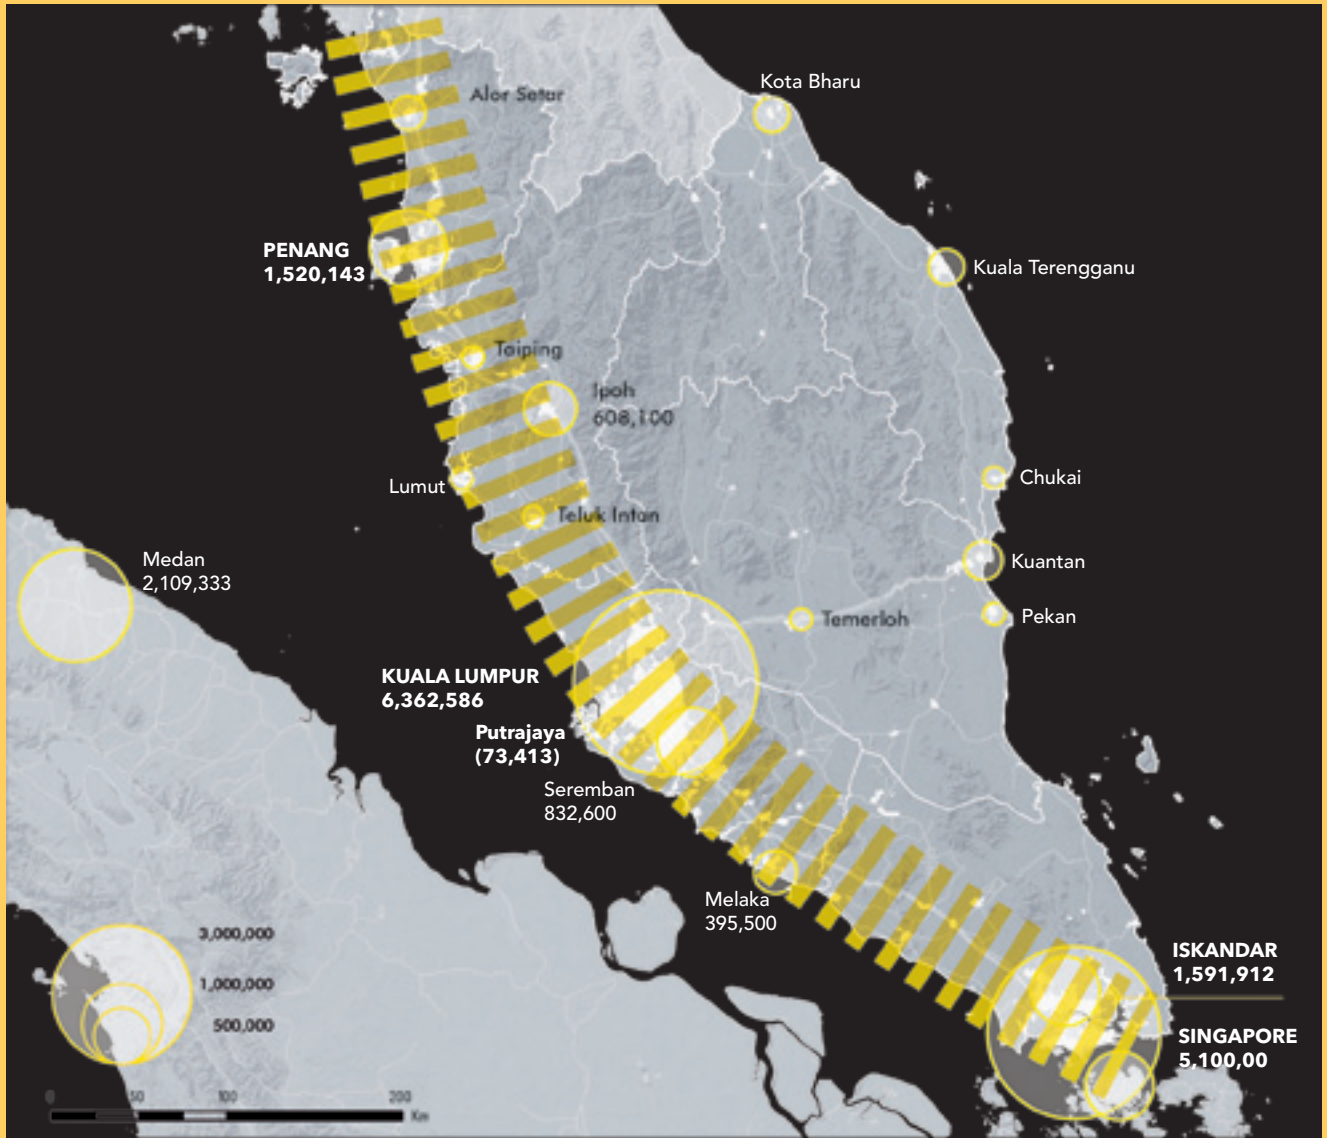 Kota Bharu
Alor Setar
PENANG
1,520,143
Kuala Terengganu
Taiping
Ipoh
608,100
Lumut
Chukai
Teluk Intan
Medan
2,109,333
Kuantan
Temerloh
Pekan
KUALA LUMPUR
6,362,586
Putrajaya
(73,413)
Seremban
832,600
Melaka
395,500
3,000,000
1,000,000
500,000
ISKANDAR
1,591,912
SINGAPORE
5,100,00
0 50 100 200
Km